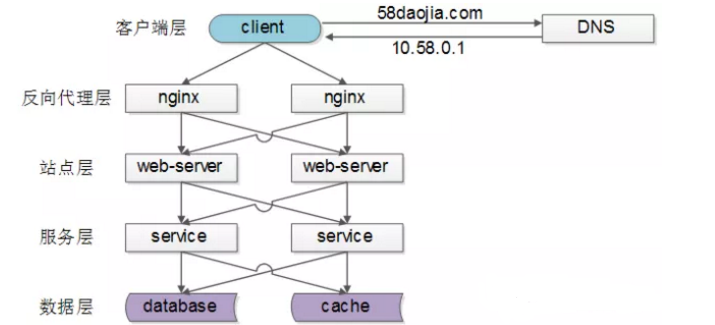 客户端层 client 58daojia.com DNS
10.58.0.1
反向代理层 nginx nginx
站点层 web-server web-server
服务层 service service
数据层 database cache